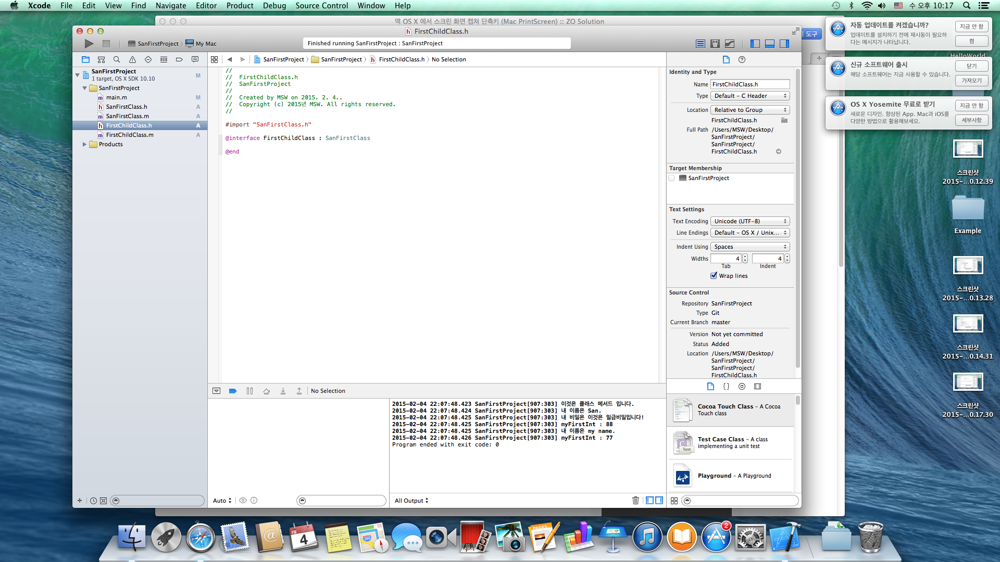 Xcode File Edit View Find Navigate Editor Product Debug Source Control Window Help 수 오후 10:17
맥 OS X 에서 스크린 화면 캡쳐 단축키 (Mac PrintScreen) :: ZO Solution
FirstChildClass.h
SanFirstProject My Mac
Finished running SanFirstProject : SanFirstProject
SanFirstProject
1 target, OS X SDK 10.10 M
SanFirstProject
main.m M
SanFirstClass.h A
SanFirstClass.m A
FirstChildClass.h A
FirstChildClass.m A
Products
SanFirstProject SanFirstProject FirstChildClass.h No Selection
//
// FirstChildClass.h
// SanFirstProject
//
// Created by MSW on 2015. 2. 4..
// Copyright (c) 2015년 MSW. All rights reserved.
//
#import "SanFirstClass.h"
@interface FirstChildClass : SanFirstClass
@end
No Selection
2015-02-04 22:07:48.423 SanFirstProject[907:303] 이것은 클래스 메서드 입니다.
2015-02-04 22:07:48.424 SanFirstProject[907:303] 내 이름은 San.
2015-02-04 22:07:48.425 SanFirstProject[907:303] 내 비밀은 이것은 일급비밀입니다!
2015-02-04 22:07:48.425 SanFirstProject[907:303] myFirstInt : 88
2015-02-04 22:07:48.425 SanFirstProject[907:303] 내 이름은 my name.
2015-02-04 22:07:48.426 SanFirstProject[907:303] myFirstInt : 77
Program ended with exit code: 0
Auto
All Output
Identity and Type
Name FirstChildClass.h
Type Default - C Header
Location Relative to Group
FirstChildClass.h
Full Path /Users/MSW/Desktop/
SanFirstProject/
SanFirstProject/
FirstChildClass.h
Target Membership
SanFirstProject
Text Settings
Text Encoding Unicode (UTF-8)
Line Endings Default - OS X / Unix...
Indent Using Spaces
Widths 4 4
Tab Indent
Wrap lines
Source Control
Repository SanFirstProject
Type Git
Current Branch master
Version Not yet committed
Status Added
Location /Users/MSW/Desktop/
SanFirstProject/
SanFirstProject/
FirstChildClass.h
Cocoa Touch Class - A Cocoa
Touch class
Test Case Class - A class
implementing a unit test
Playground - A Playground
도구
자동 업데이트를 켜겠습니까?
업데이트를 설치하기 전에 재시동이 필요하
다는 메시지가 나타납니다.
지금 안 함
켬
HelloWorld
신규 소프트웨어 출시
해당 소프트웨어는 지금 사용할 수 있습니다.
닫기
가져오기
OS X Yosemite 무료로 받기
새로운 디자인. 향상된 App. Mac과 iOS를
다양한 방법으로 활용해보세요.
지금 안 함
세부사항
스크린샷
2015-...0.12.39
Example
스크린샷
2015-...0.13.28
스크린샷
2015-...0.14.31
스크린샷
2015-...0.17.30
2월
4
280
PAGES
2
Test